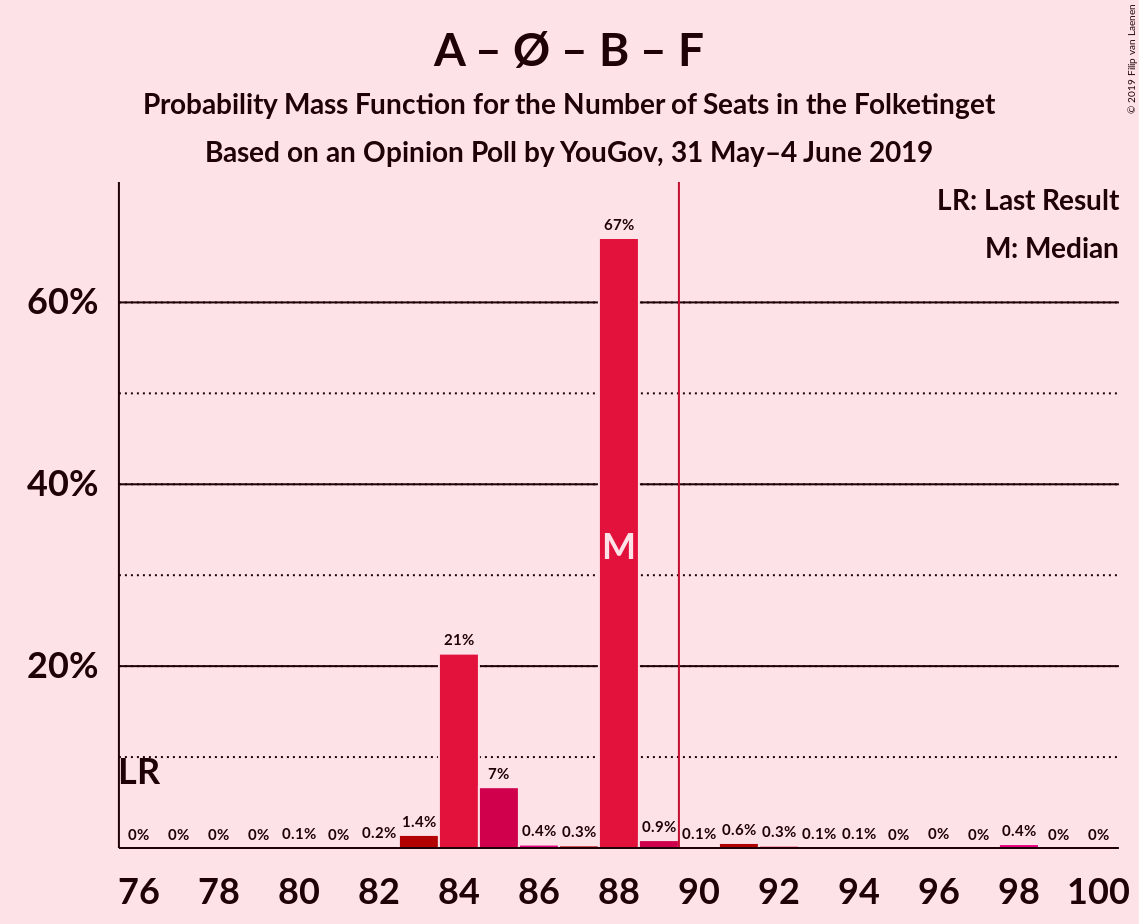 A – Ø – B – F
Probability Mass Function for the Number of Seats in the Folketinget
Based on an Opinion Poll by YouGov, 31 May–4 June 2019
© 2019 Filip van Laenen
LR: Last Result
M: Median
67%
60%
M
40%
21%
20%
LR
7%
0% 0% 0% 0% 0.1% 0% 0.2% 1.4% 0.4% 0.3% 0.9% 0.1% 0.6% 0.3% 0.1% 0.1% 0% 0% 0% 0.4% 0% 0%
76 78 80 82 84 86 88 90 92 94 96 98 100